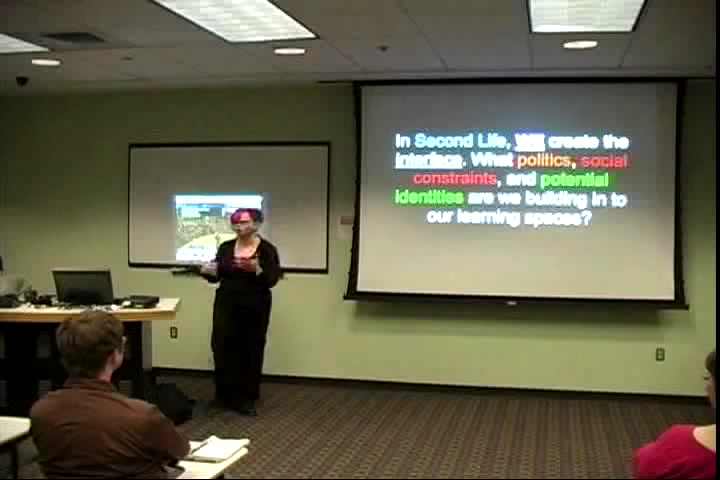 In Second Life, We create the
interface. What politics, social
constraints, and potential
identities are we building in to
our learning spaces?